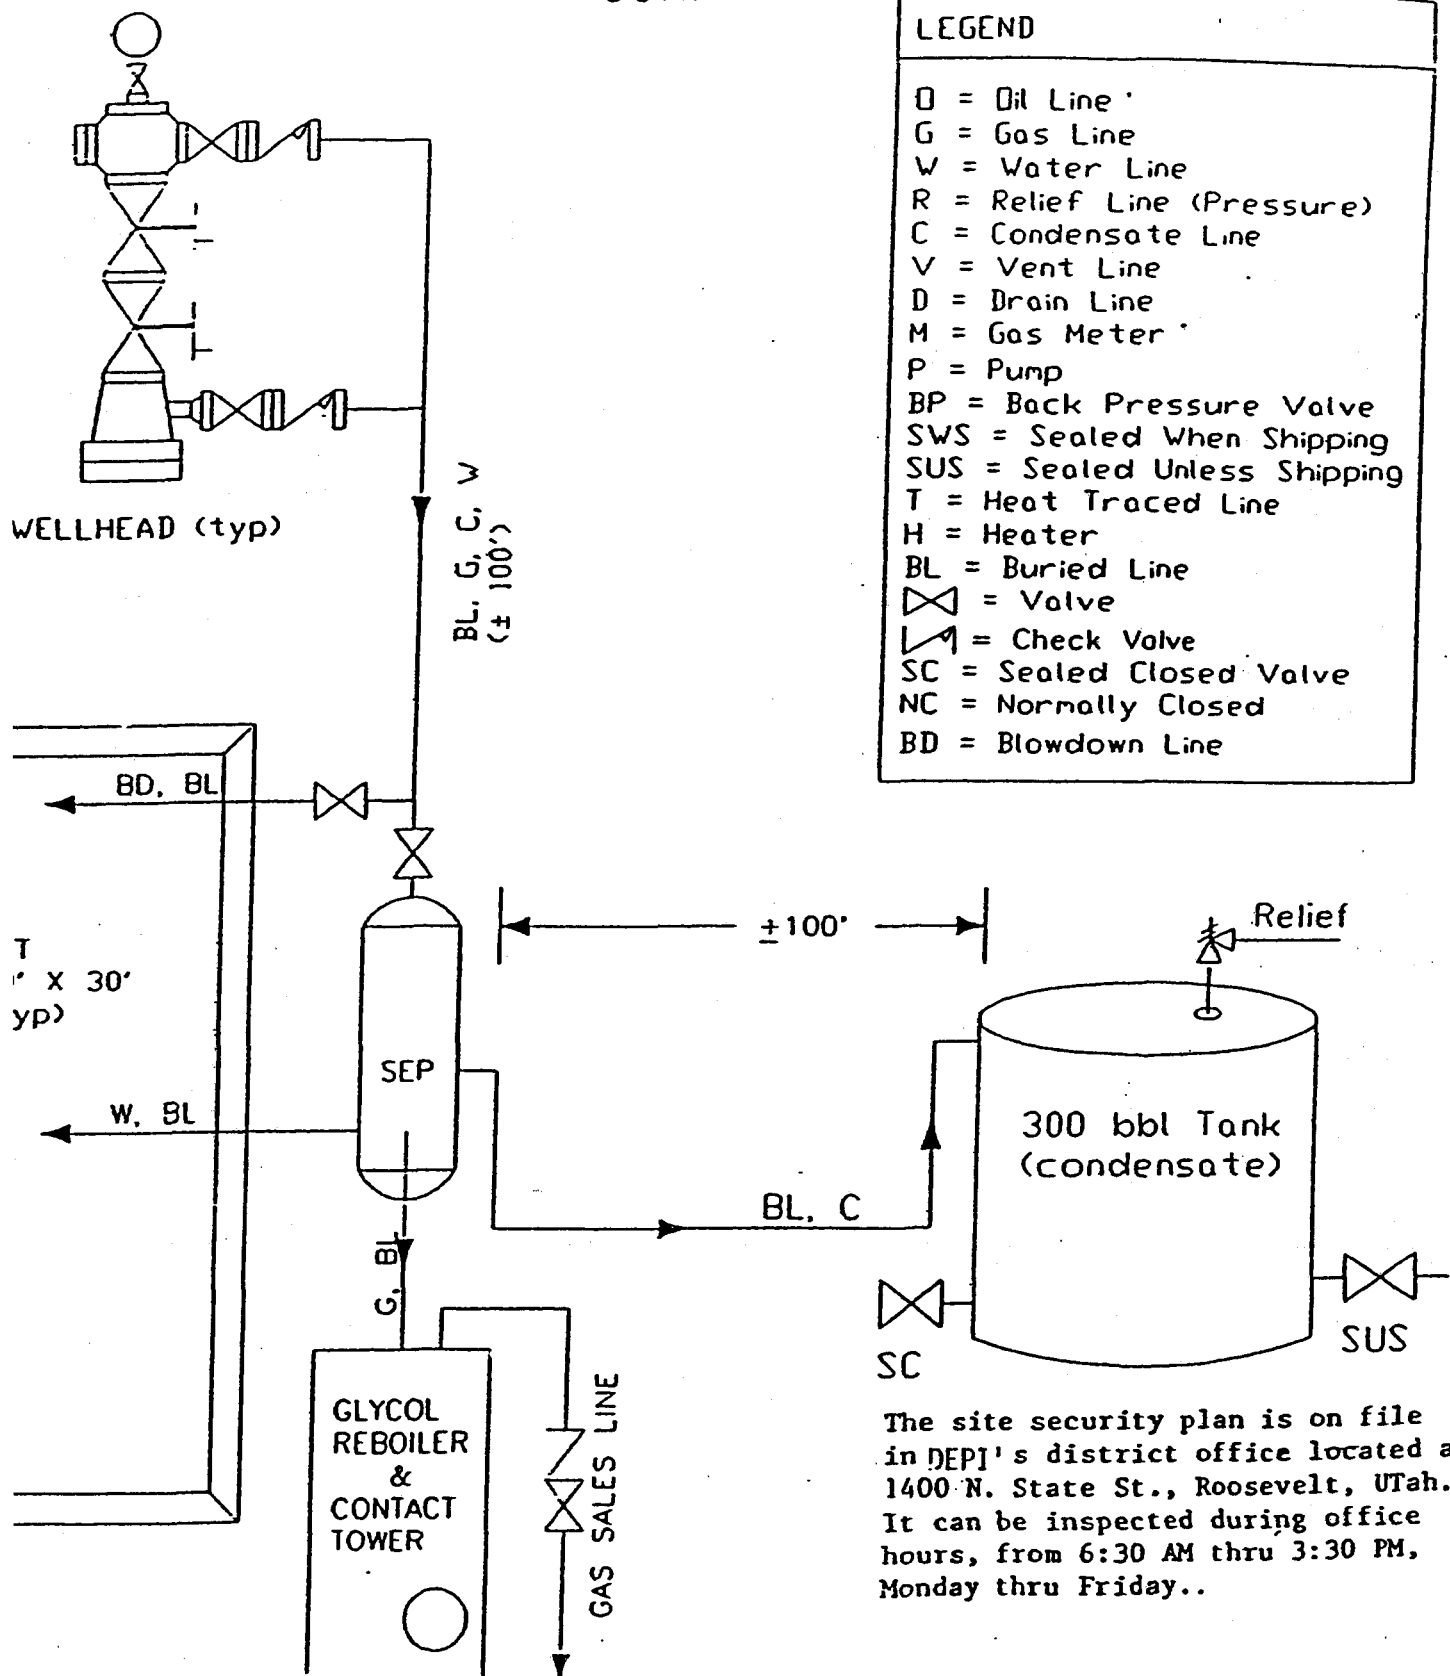 LEGEND
O = Oil Line
G = Gas Line
W = Water Line
R = Relief Line (Pressure)
C = Condensate Line
V = Vent Line
D = Drain Line
M = Gas Meter
P = Pump
BP = Back Pressure Valve
SWS = Sealed When Shipping
SUS = Sealed Unless Shipping
T = Heat Traced Line
H = Heater
BL = Buried Line
= Valve
= Check Valve
SC = Sealed Closed Valve
NC = Normally Closed
BD = Blowdown Line
WELLHEAD (typ)
BL, G, C, W
(± 100')
BD, BL
T
' X 30'
yp)
W, BL
SEP
±100'
Relief
300 bbl Tank
(condensate)
BL, C
G, BL
SC
SUS
GLYCOL
REBOILER
&
CONTACT
TOWER
GAS SALES LINE
The site security plan is on file
in DEPI's district office located a
1400 N. State St., Roosevelt, UTah.
It can be inspected during office
hours, from 6:30 AM thru 3:30 PM,
Monday thru Friday..